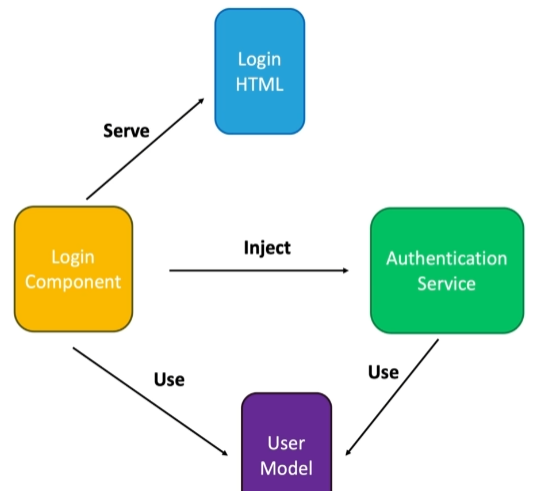 Login
HTML
Serve
Login
Component
Inject
Authentication
Service
Use
Use
User
Model